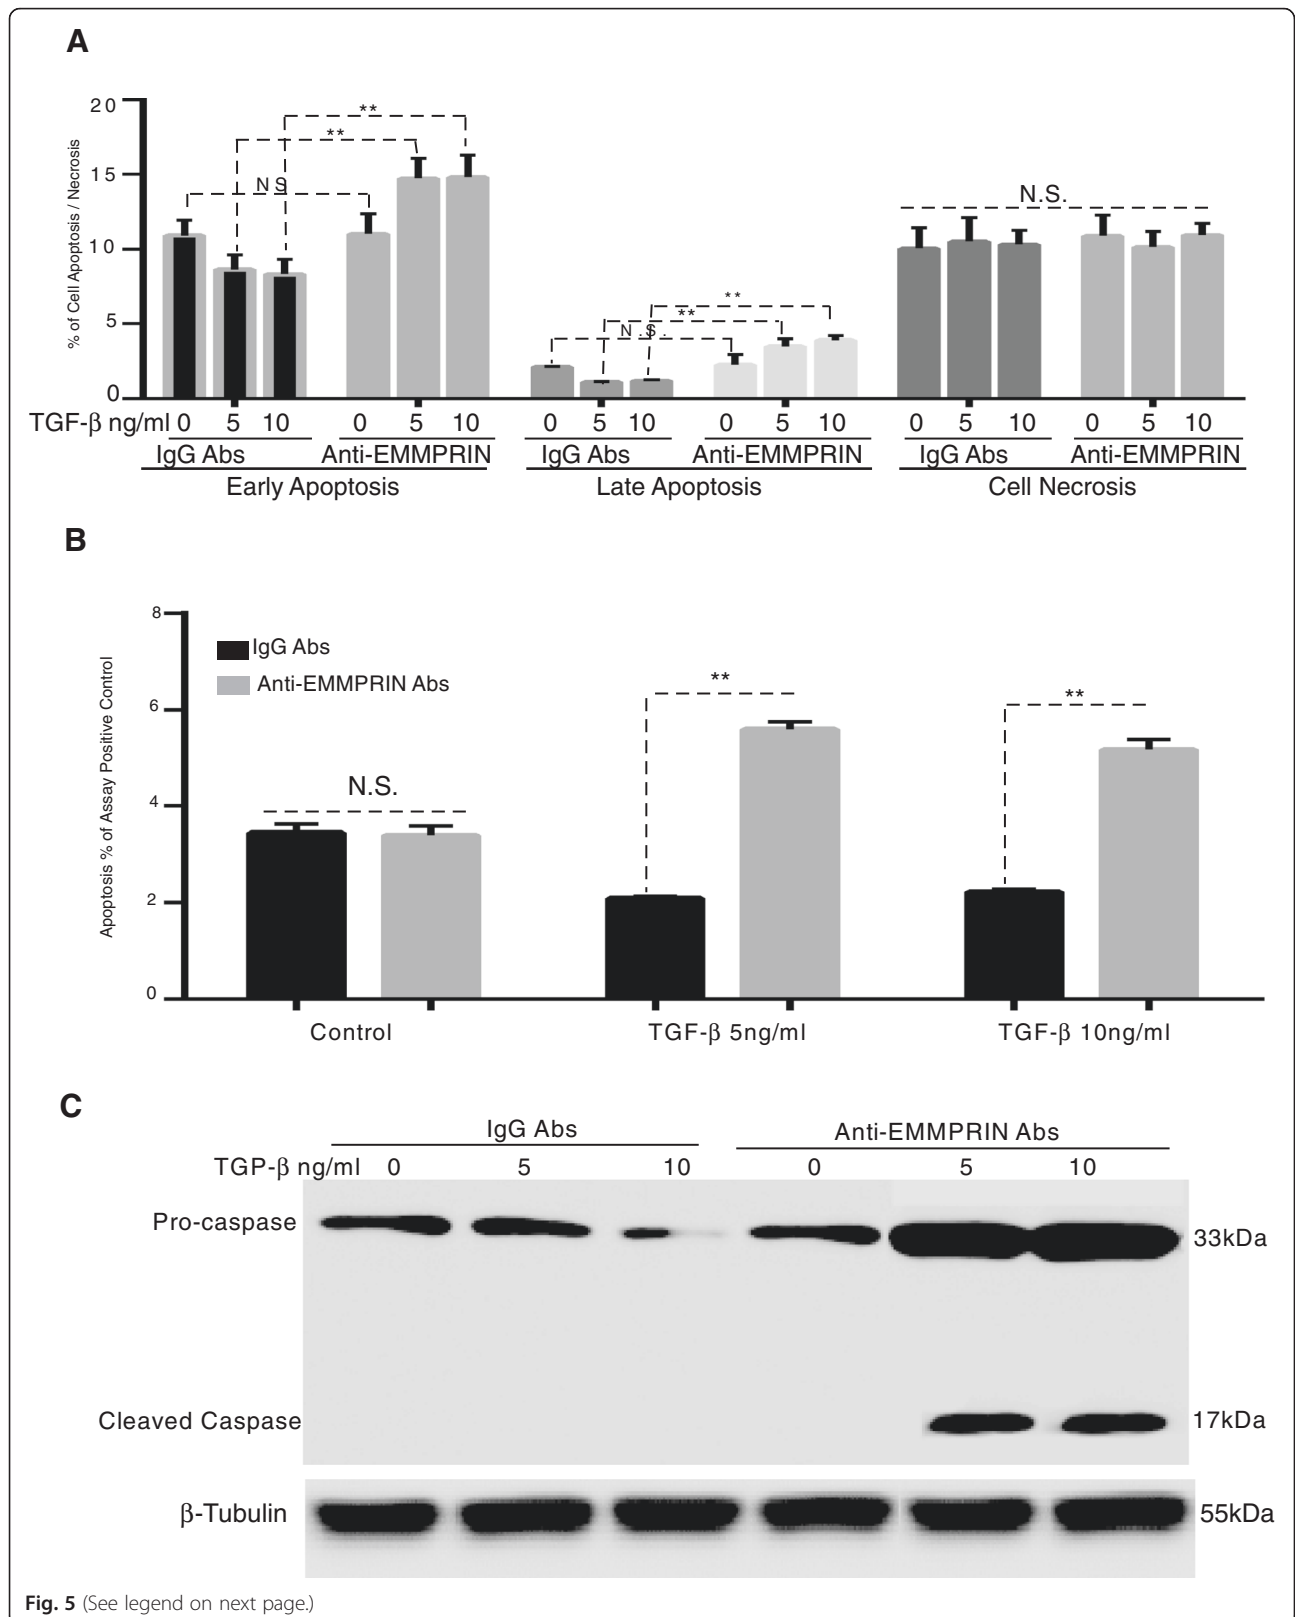 A
20
15
10
5
0
% of Cell Apoptosis / Necrosis
**
**
NS
**
**
N.S.
N.S.
TGF-β ng/ml 0 5 10 0 5 10 0 5 10 0 5 10 0 5 10 0 5 10
IgG Abs Anti-EMMPRIN IgG Abs Anti-EMMPRIN IgG Abs Anti-EMMPRIN
Early Apoptosis Late Apoptosis Cell Necrosis
B
8
6
4
2
0
Apoptosis % of Assay Positive Control
IgG Abs
Anti-EMMPRIN Abs
N.S.
**
**
Control TGF-β 5ng/ml TGF-β 10ng/ml
C
IgG Abs Anti-EMMPRIN Abs
TGP-β ng/ml 0 5 10 0 5 10
Pro-caspase 33kDa
Cleaved Caspase 17kDa
β-Tubulin 55kDa
Fig. 5 (See legend on next page.)